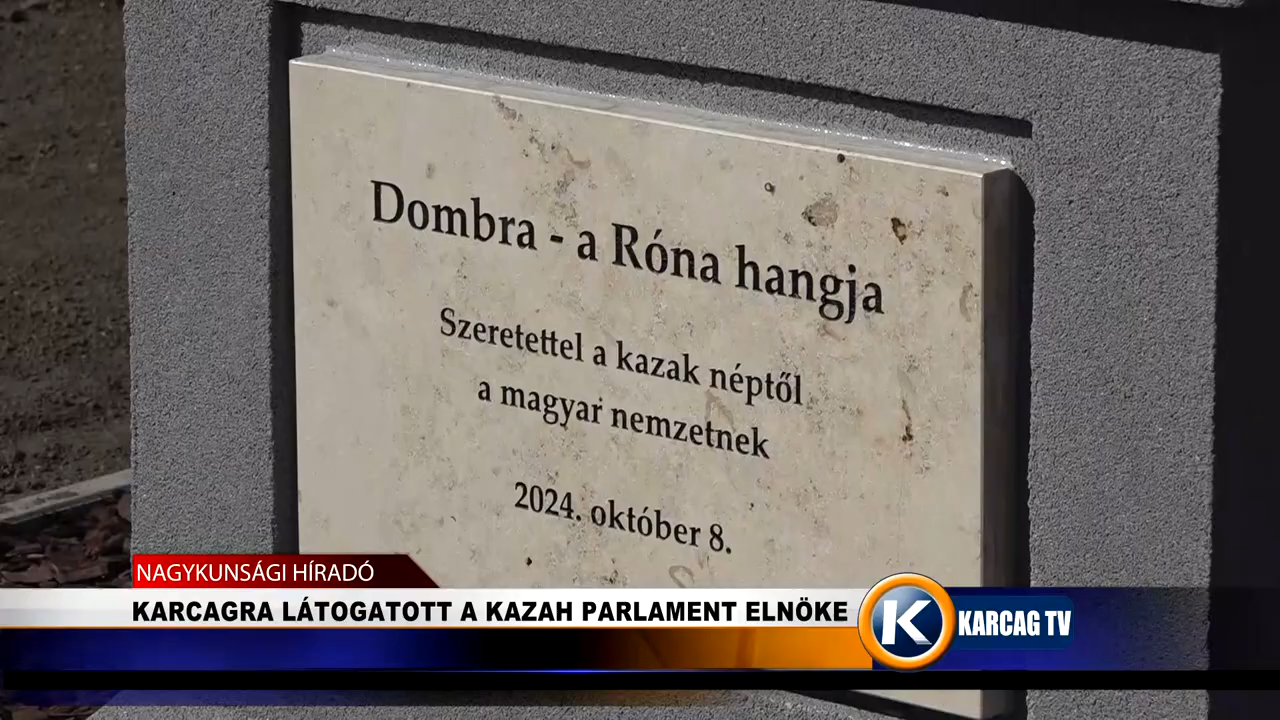 Dombra - a Róna hangja
Szeretettel a kazak néptől
a magyar nemzetnek
2024. október 8.
NAGYKUNSÁGI HÍRADÓ
KARCAGRA LÁTOGATOTT A KAZAH PARLAMENT ELNÖKE
K KARCAG TV